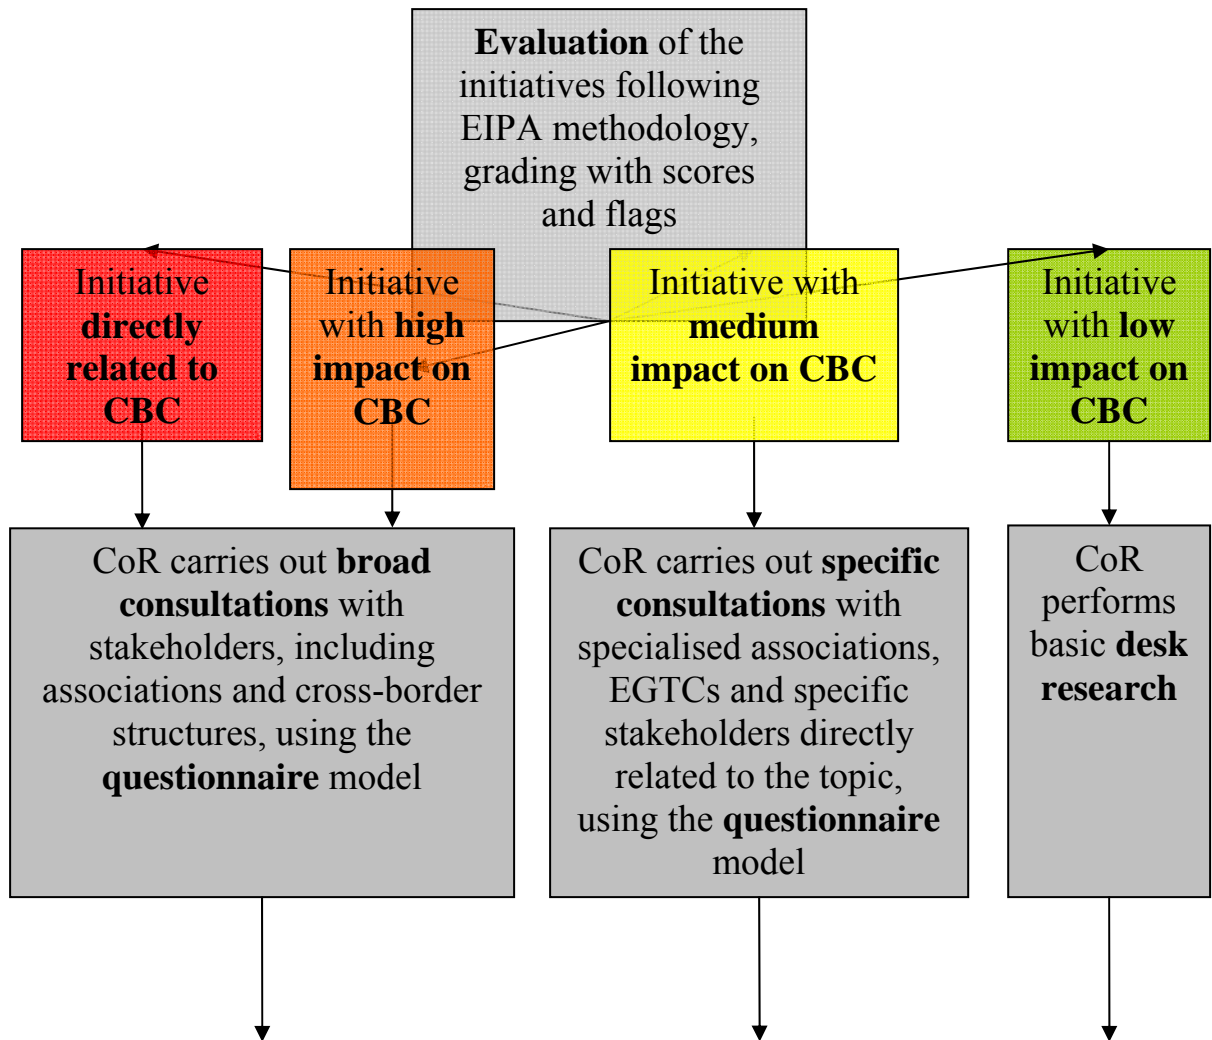 Evaluation of the
initiatives following
EIPA methodology,
grading with scores
and flags
Initiative
directly
related to
CBC
Initiative
with high
impact on
CBC
Initiative with
medium
impact on CBC
Initiative
with low
impact on
CBC
CoR carries out broad
consultations with
stakeholders, including
associations and cross-border
structures, using the
questionnaire model
CoR carries out specific
consultations with
specialised associations,
EGTCs and specific
stakeholders directly
related to the topic,
using the questionnaire
model
CoR
performs
basic desk
research